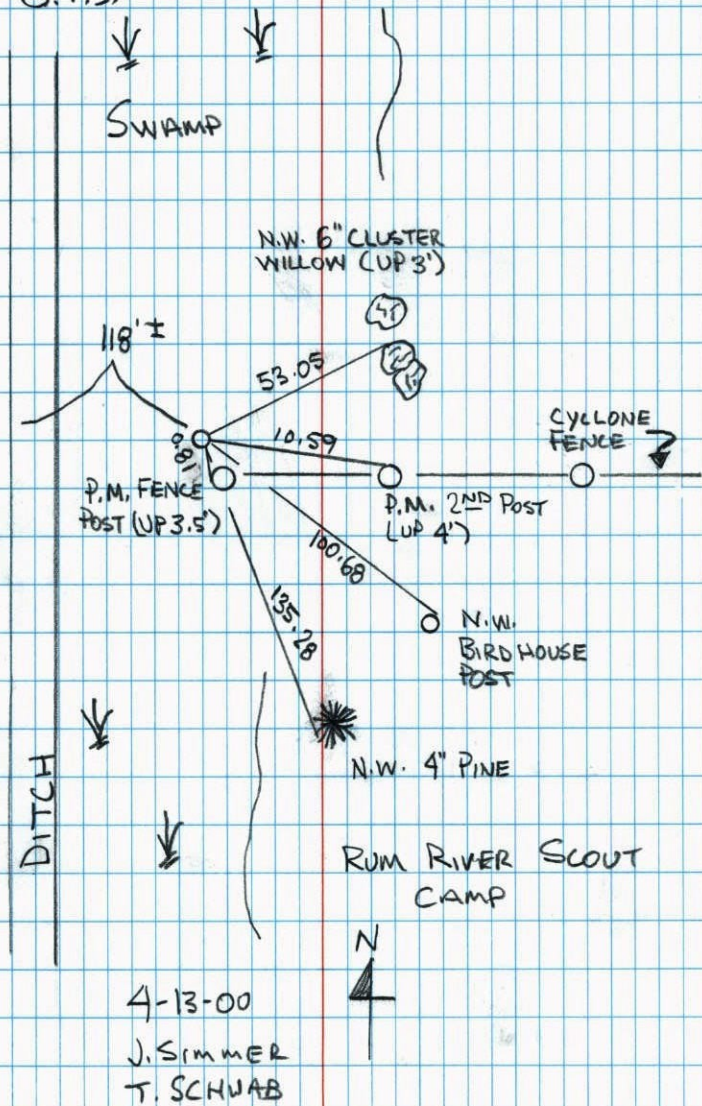 SWAMP
N.W. 6" CLUSTER
WILLOW (UP 3')
118' ±
53.05
CYCLONE
FENCE
10.59
0.81
P.M. FENCE
POST (UP 3.5')
P.M. 2ND POST
(UP 4')
100.68
135.28
N.W.
BIRDHOUSE
POST
N.W. 4" PINE
DITCH
RUM RIVER SCOUT
CAMP
N
4-13-00
J. SIMMER
T. SCHWAB